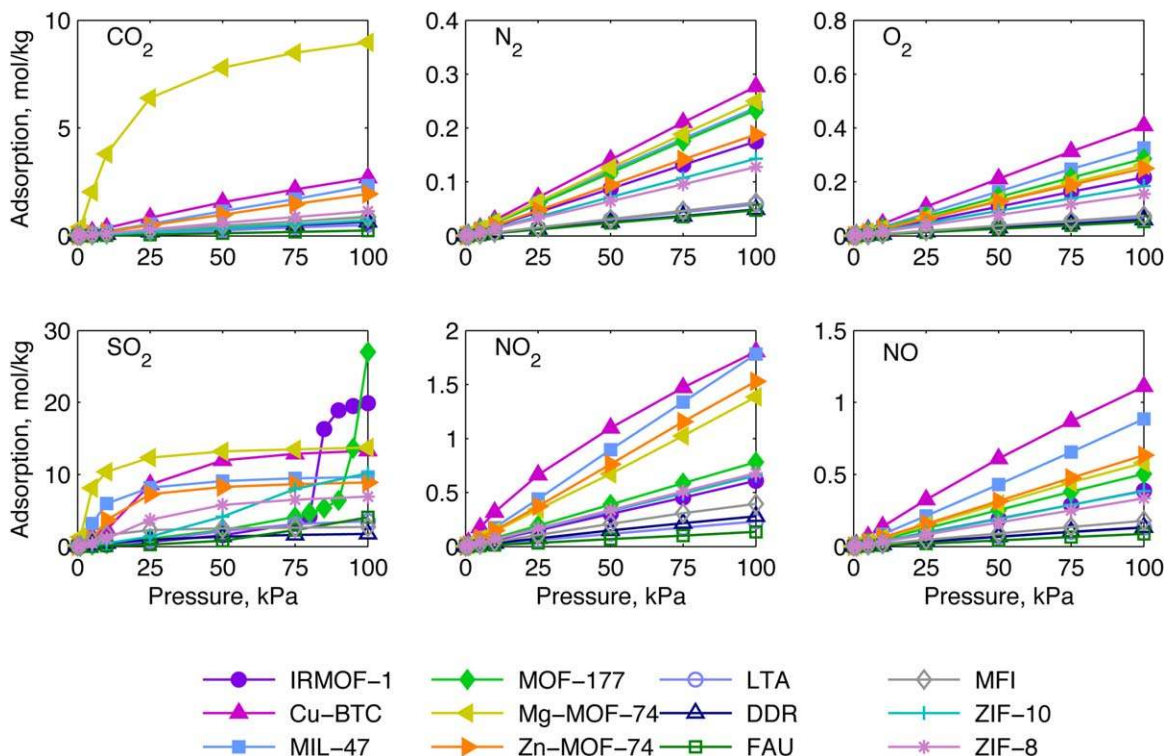 CO2 N2 O2
Adsorption, mol/kg
10
5
0
0 25 50 75 100
0.4
0.3
0.2
0.1
0
0 25 50 75 100
0.8
0.6
0.4
0.2
0
0 25 50 75 100
SO2 NO2 NO
Adsorption, mol/kg
30
20
10
0
0 25 50 75 100
Pressure, kPa
2
1.5
1
0.5
0
0 25 50 75 100
Pressure, kPa
1.5
1
0.5
0
0 25 50 75 100
Pressure, kPa
IRMOF-1 MOF-177 LTA MFI
Cu-BTC Mg-MOF-74 DDR ZIF-10
MIL-47 Zn-MOF-74 FAU ZIF-8